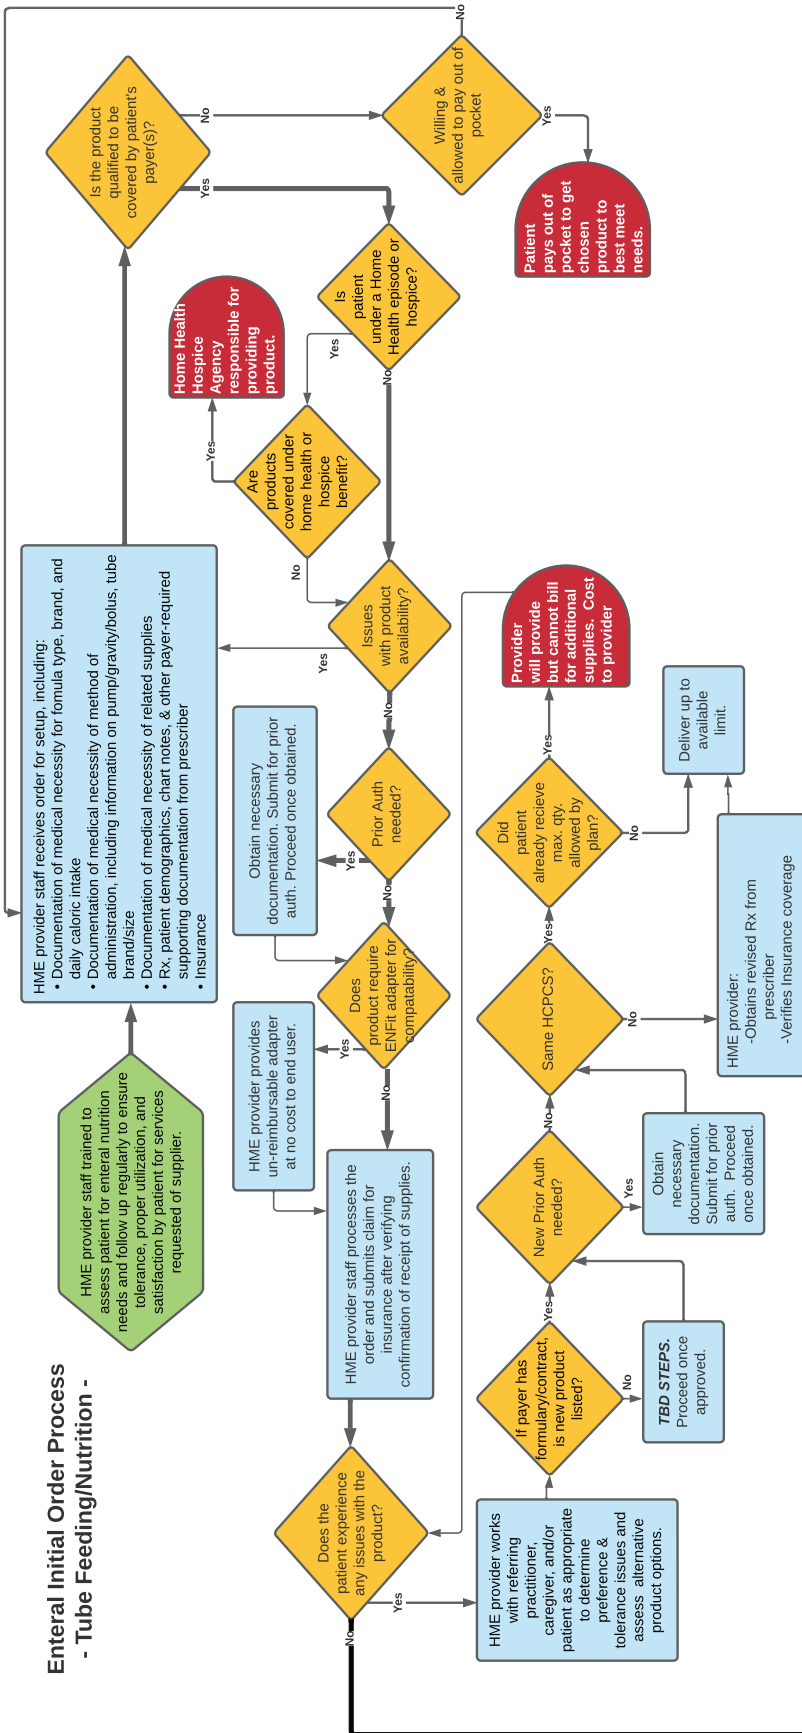 Enteral Initial Order Process
- Tube Feeding/Nutrition -
HME provider staff trained to
assess patient for enteral nutrition
needs and follow up regularly to ensure
tolerance, proper utilization, and
satisfaction by patient for services
requested of supplier.
HME provider staff receives order for setup, including:
• Documentation of medical necessity for fomula type, brand, and
daily caloric intake
• Documentation of medical necessity of method of
administration, including information on pump/gravity/bolus, tube
brand/size
• Documentation of medical necessity of related supplies
• Rx, patient demographics, chart notes, & other payer-required
supporting documentation from prescriber
• Insurance
Is the product
qualified to be
covered by patient's
payer(s)?
No
Yes
Willing &
allowed to pay out of
pocket
No
Yes
Patient
pays out of
pocket to get
chosen
product to
best meet
needs.
Is
patient
under a Home
Health episode or
hospice?
Yes
No
Are
products
covered under
home health or
hospice
benefit?
Yes
No
Home Health
Hospice
Agency
responsible for
providing
product.
Issues
with product
availability?
Yes
No
Prior Auth
needed?
Yes
No
Obtain necessary
documentation. Submit for prior
auth. Proceed once obtained.
Does
product require
ENFit adapter for
compatability?
Yes
No
HME provider provides
un-reimbursable adapter
at no cost to end user.
HME provider staff processes the
order and submits claim for
insurance after verifying
confirmation of receipt of supplies.
Does the
patient experience
any issues with the
product?
No
Yes
HME provider works
with referring
practitioner,
caregiver, and/or
patient as appropriate
to determine
preference &
tolerance issues and
assess alternative
product options.
If payer has
formulary/contract,
is new product
listed?
Yes
No
TBD STEPS.
Proceed once
approved.
New Prior Auth
needed?
No
Yes
Obtain
necessary
documentation.
Submit for prior
auth. Proceed
once obtained.
Same HCPCS?
Yes
No
HME provider:
-Obtains revised Rx from
prescriber
-Verifies Insurance coverage
Did
patient
already recieve
max. qty.
allowed by
plan?
Yes
No
Deliver up to
available
limit.
Provider
will provide
but cannot bill
for additional
supplies. Cost
to provider